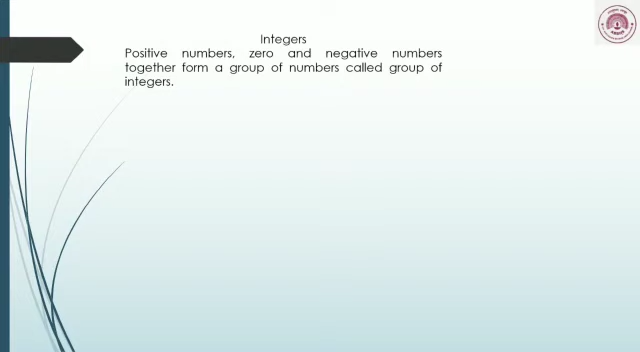 Integers
Positive numbers, zero and negative numbers
together form a group of numbers called group of
integers.